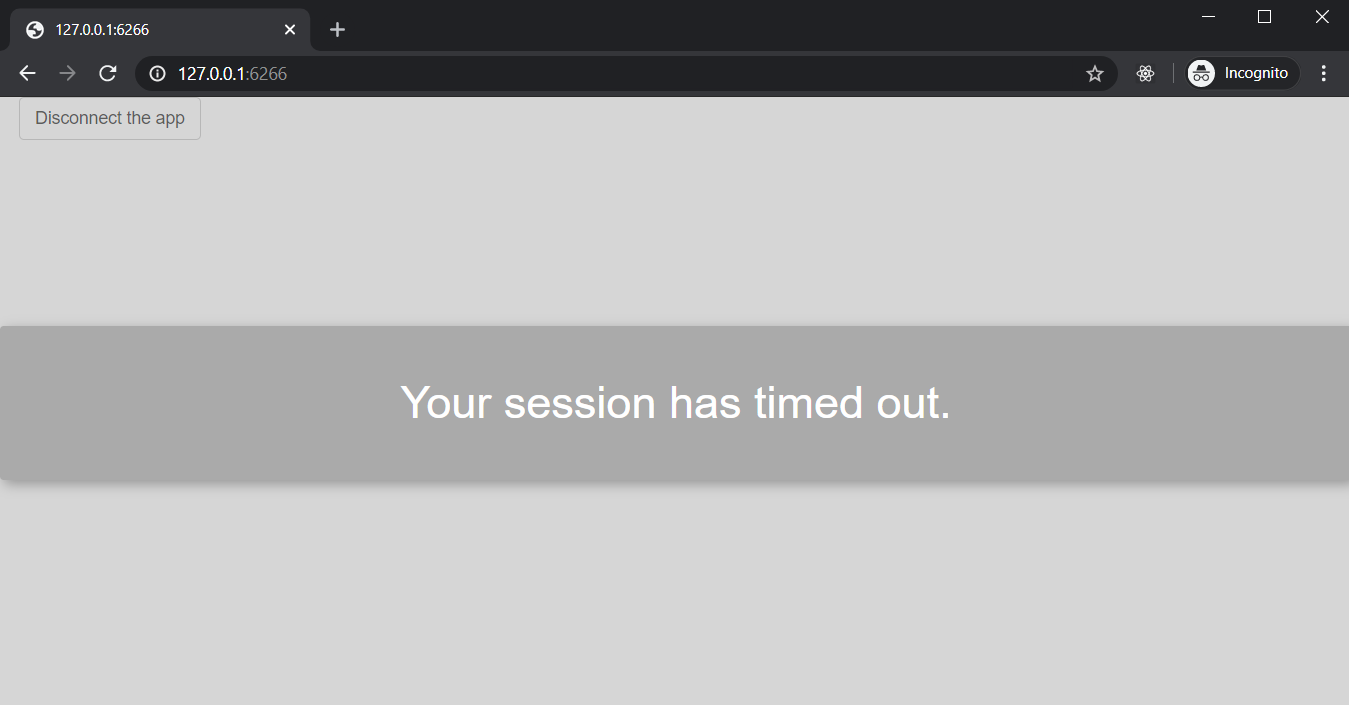 127.0.0.1:6266
127.0.0.1:6266
Incognito
Disconnect the app
Your session has timed out.